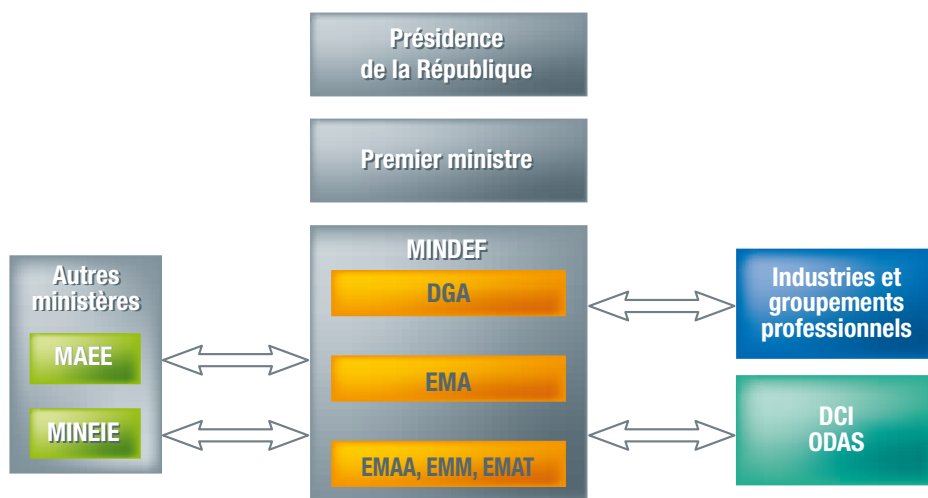 Présidence
de la République
Premier ministre
MINDEF
DGA
EMA
EMAA, EMM, EMAT
Autres
ministères
MAEE
MINEIE
Industries et
groupements
professionnels
DCI
ODAS